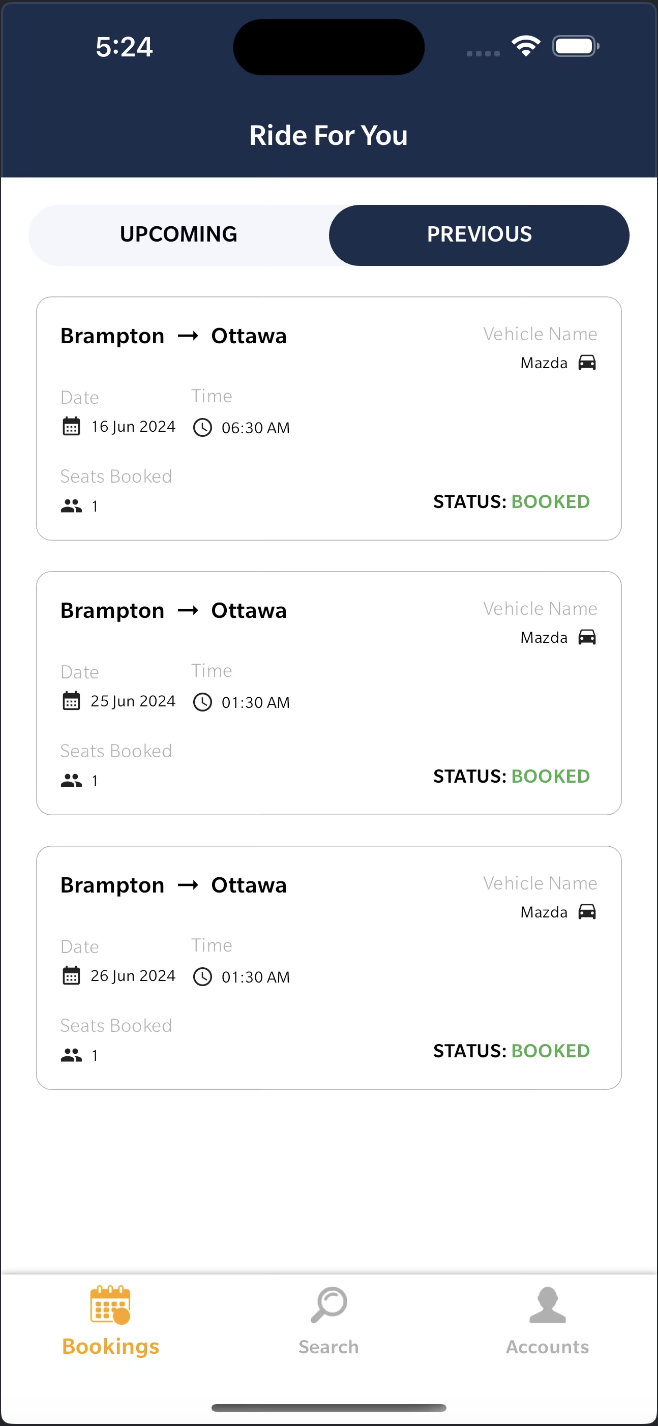 5:24
Ride For You
UPCOMING PREVIOUS
Brampton → Ottawa Vehicle Name
Mazda
Date Time
16 Jun 2024 06:30 AM
Seats Booked
1 STATUS: BOOKED
Brampton → Ottawa Vehicle Name
Mazda
Date Time
25 Jun 2024 01:30 AM
Seats Booked
1 STATUS: BOOKED
Brampton → Ottawa Vehicle Name
Mazda
Date Time
26 Jun 2024 01:30 AM
Seats Booked
1 STATUS: BOOKED
Bookings Search Accounts